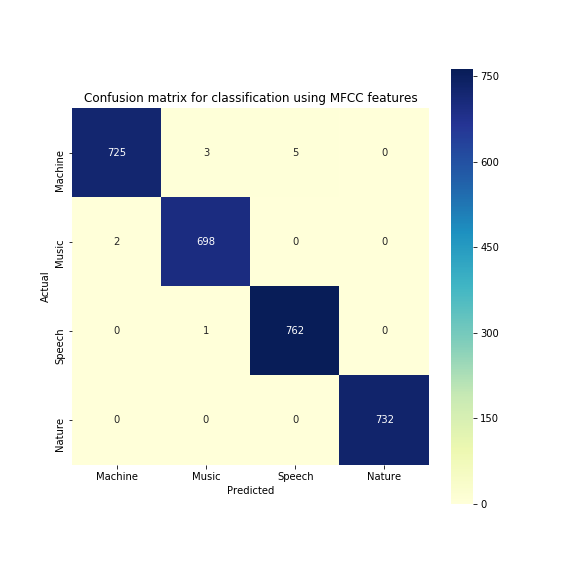 Confusion matrix for classification using MFCC features
Actual
Machine 725 3 5 0
Music 2 698 0 0
Speech 0 1 762 0
Nature 0 0 0 732
Machine Music Speech Nature
Predicted
750
600
450
300
150
0